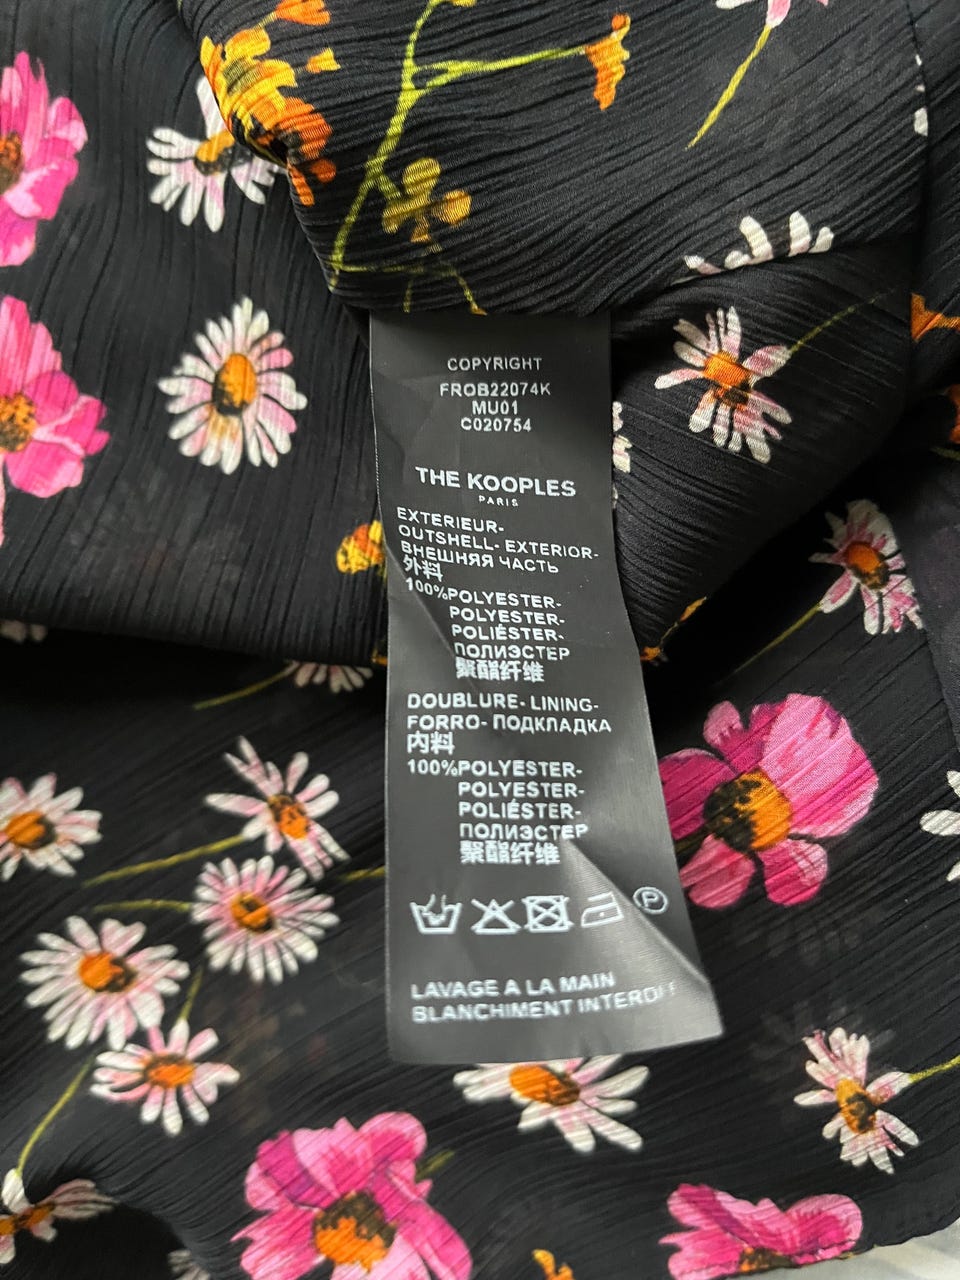 COPYRIGHT
FROB22074K
MU01
C020754
THE KOOPLES
PARIS
EXTERIEUR-
OUTSHELL- EXTERIOR-
ВНЕШНЯЯ ЧАСТЬ
外料
100%POLYESTER-
POLYESTER-
POLIÉSTER-
ПОЛИЭСТЕР
聚酯纤维
DOUBLURE- LINING-
FORRO- ПОДКЛАДКА
内料
100%POLYESTER-
POLYESTER-
POLIÉSTER-
ПОЛИЭСТЕР
聚酯纤维
P
LAVAGE A LA MAIN
BLANCHIMENT INTERDIT